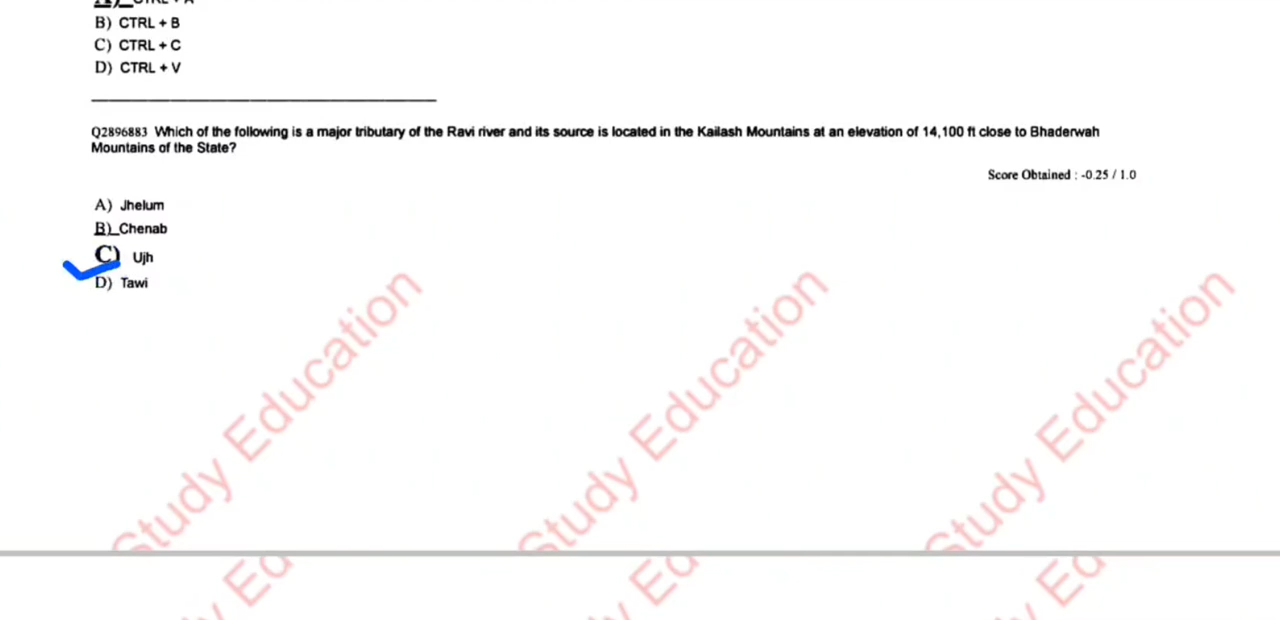 B) CTRL + B
C) CTRL + C
D) CTRL + V
Q2896883 Which of the following is a major tributary of the Ravi river and its source is located in the Kailash Mountains at an elevation of 14,100 ft close to Bhaderwah
Mountains of the State?
Score Obtained : -0.25 / 1.0
A) Jhelum
B) Chenab
C) Ujh
D) Tawi
Study Education
Study Education
Study Education